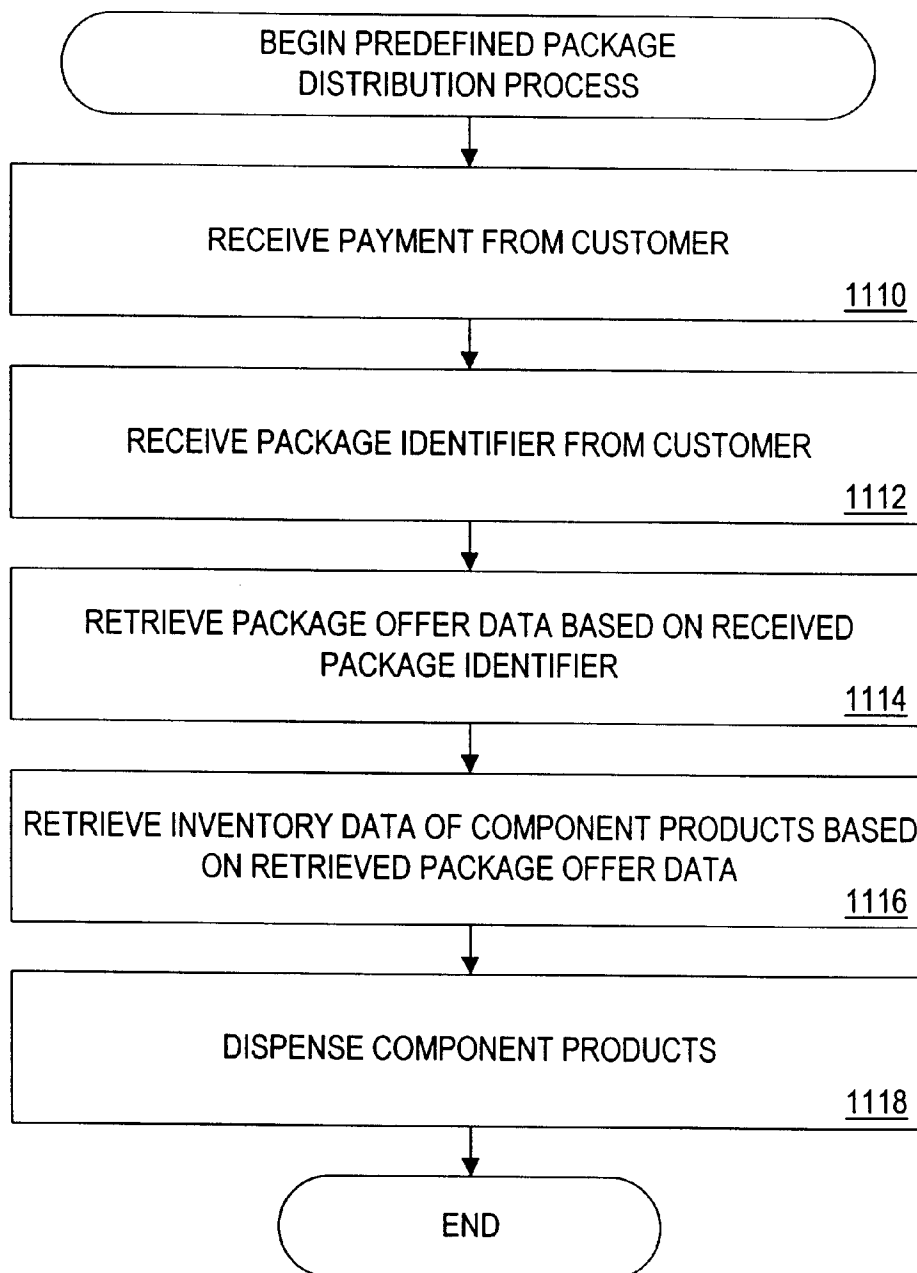 BEGIN PREDEFINED PACKAGE
DISTRIBUTION PROCESS
RECEIVE PAYMENT FROM CUSTOMER
1110
RECEIVE PACKAGE IDENTIFIER FROM CUSTOMER
1112
RETRIEVE PACKAGE OFFER DATA BASED ON RECEIVED
PACKAGE IDENTIFIER
1114
RETRIEVE INVENTORY DATA OF COMPONENT PRODUCTS BASED
ON RETRIEVED PACKAGE OFFER DATA
1116
DISPENSE COMPONENT PRODUCTS
1118
END